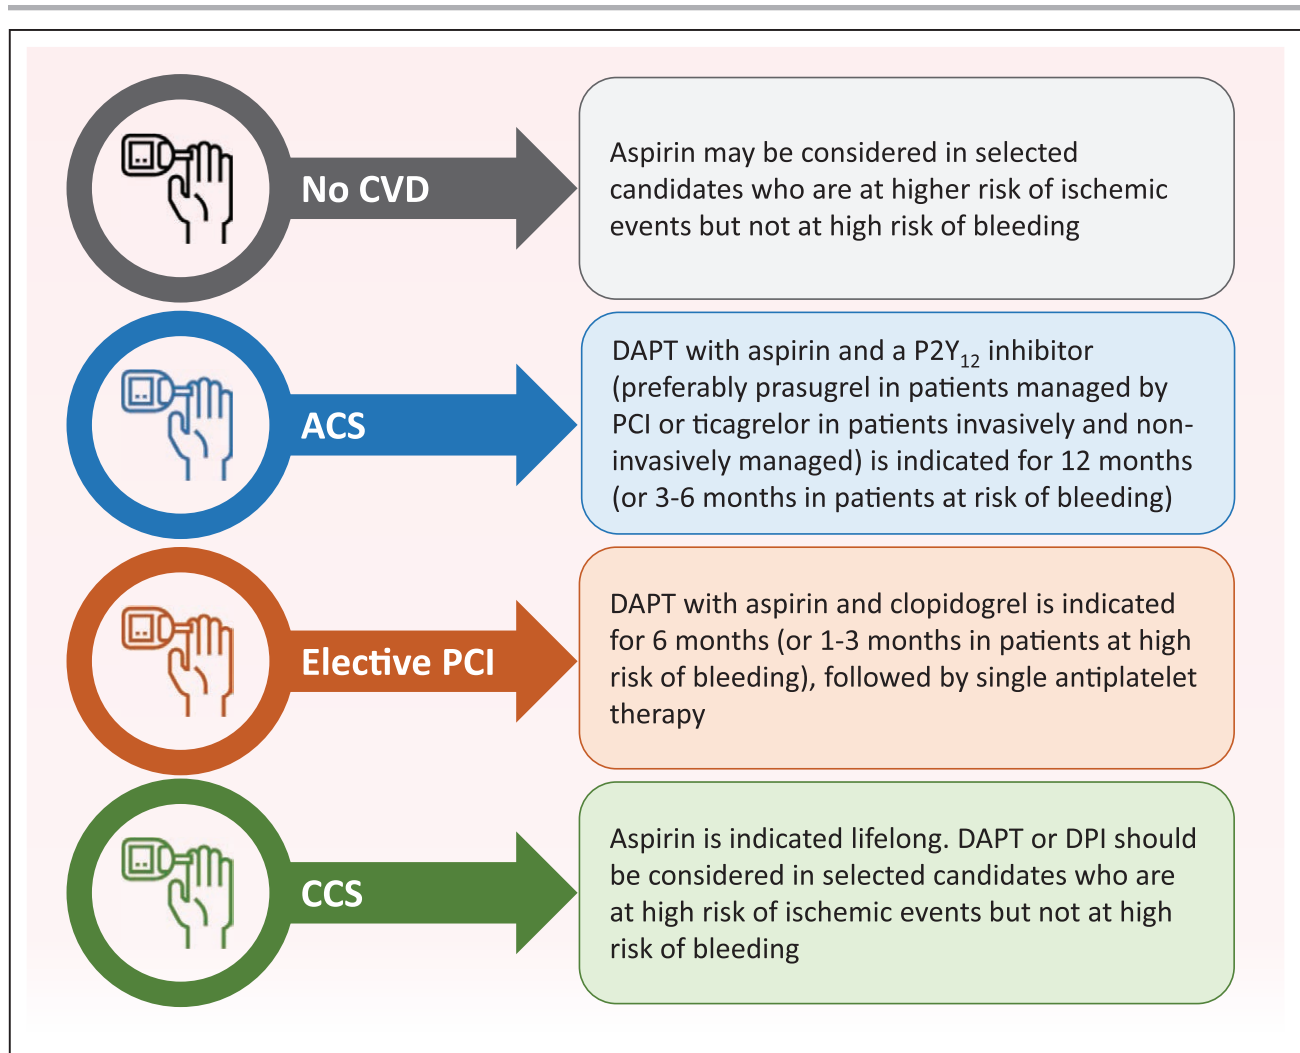 No CVD
Aspirin may be considered in selected
candidates who are at higher risk of ischemic
events but not at high risk of bleeding
ACS
DAPT with aspirin and a P2Y₁₂ inhibitor
(preferably prasugrel in patients managed by
PCI or ticagrelor in patients invasively and non-
invasively managed) is indicated for 12 months
(or 3-6 months in patients at risk of bleeding)
Elective PCI
DAPT with aspirin and clopidogrel is indicated
for 6 months (or 1-3 months in patients at high
risk of bleeding), followed by single antiplatelet
therapy
CCS
Aspirin is indicated lifelong. DAPT or DPI should
be considered in selected candidates who are
at high risk of ischemic events but not at high
risk of bleeding